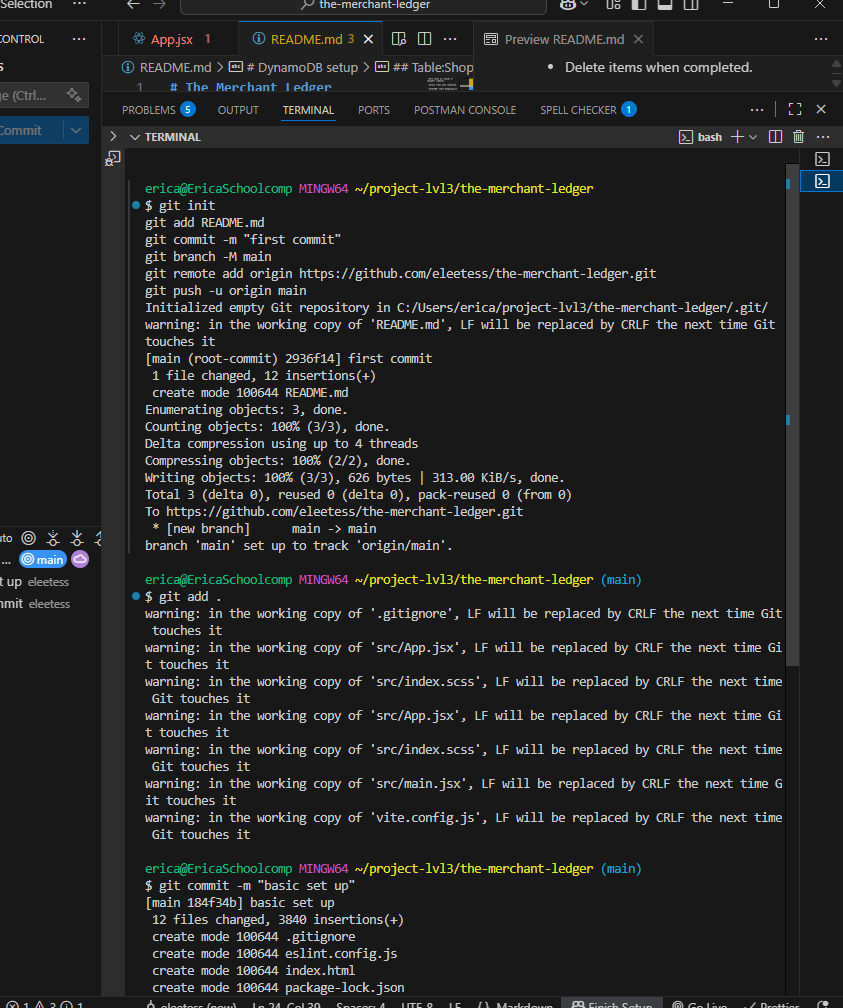 Selection ···
the-merchant-ledger
CONTROL ···
App.jsx 1
README.md 3
···
Preview README.md
···
README.md > # DynamoDB setup > ## Table:Shop
• Delete items when completed.
1 # The Merchant Ledger
ge (Ctrl...
Commit
PROBLEMS 5 OUTPUT TERMINAL PORTS POSTMAN CONSOLE SPELL CHECKER 1 ···
TERMINAL
bash
···
erica@EricaSchoolcomp MINGW64 ~/project-lvl3/the-merchant-ledger
$ git init
git add README.md
git commit -m "first commit"
git branch -M main
git remote add origin https://github.com/eleetess/the-merchant-ledger.git
git push -u origin main
Initialized empty Git repository in C:/Users/erica/project-lvl3/the-merchant-ledger/.git/
warning: in the working copy of 'README.md', LF will be replaced by CRLF the next time Git
touches it
[main (root-commit) 2936f14] first commit
1 file changed, 12 insertions(+)
create mode 100644 README.md
Enumerating objects: 3, done.
Counting objects: 100% (3/3), done.
Delta compression using up to 4 threads
Compressing objects: 100% (2/2), done.
Writing objects: 100% (3/3), 626 bytes | 313.00 KiB/s, done.
Total 3 (delta 0), reused 0 (delta 0), pack-reused 0 (from 0)
To https://github.com/eleetess/the-merchant-ledger.git
* [new branch] main -> main
branch 'main' set up to track 'origin/main'.
uto
... main
t up eleetess
mmit eleetess
erica@EricaSchoolcomp MINGW64 ~/project-lvl3/the-merchant-ledger (main)
$ git add .
warning: in the working copy of '.gitignore', LF will be replaced by CRLF the next time Git
touches it
warning: in the working copy of 'src/App.jsx', LF will be replaced by CRLF the next time Gi
t touches it
warning: in the working copy of 'src/index.scss', LF will be replaced by CRLF the next time
Git touches it
warning: in the working copy of 'src/App.jsx', LF will be replaced by CRLF the next time Gi
t touches it
warning: in the working copy of 'src/index.scss', LF will be replaced by CRLF the next time
Git touches it
warning: in the working copy of 'src/main.jsx', LF will be replaced by CRLF the next time G
it touches it
warning: in the working copy of 'vite.config.js', LF will be replaced by CRLF the next time
Git touches it
erica@EricaSchoolcomp MINGW64 ~/project-lvl3/the-merchant-ledger (main)
$ git commit -m "basic set up"
[main 184f34b] basic set up
12 files changed, 3840 insertions(+)
create mode 100644 .gitignore
create mode 100644 eslint.config.js
create mode 100644 index.html
create mode 100644 package-lock.json
1 3 1 eleetess (now) Ln 24, Col 39 Spaces: 4 UTF-8 LF {} Markdown Finish Setup Go Live Prettier